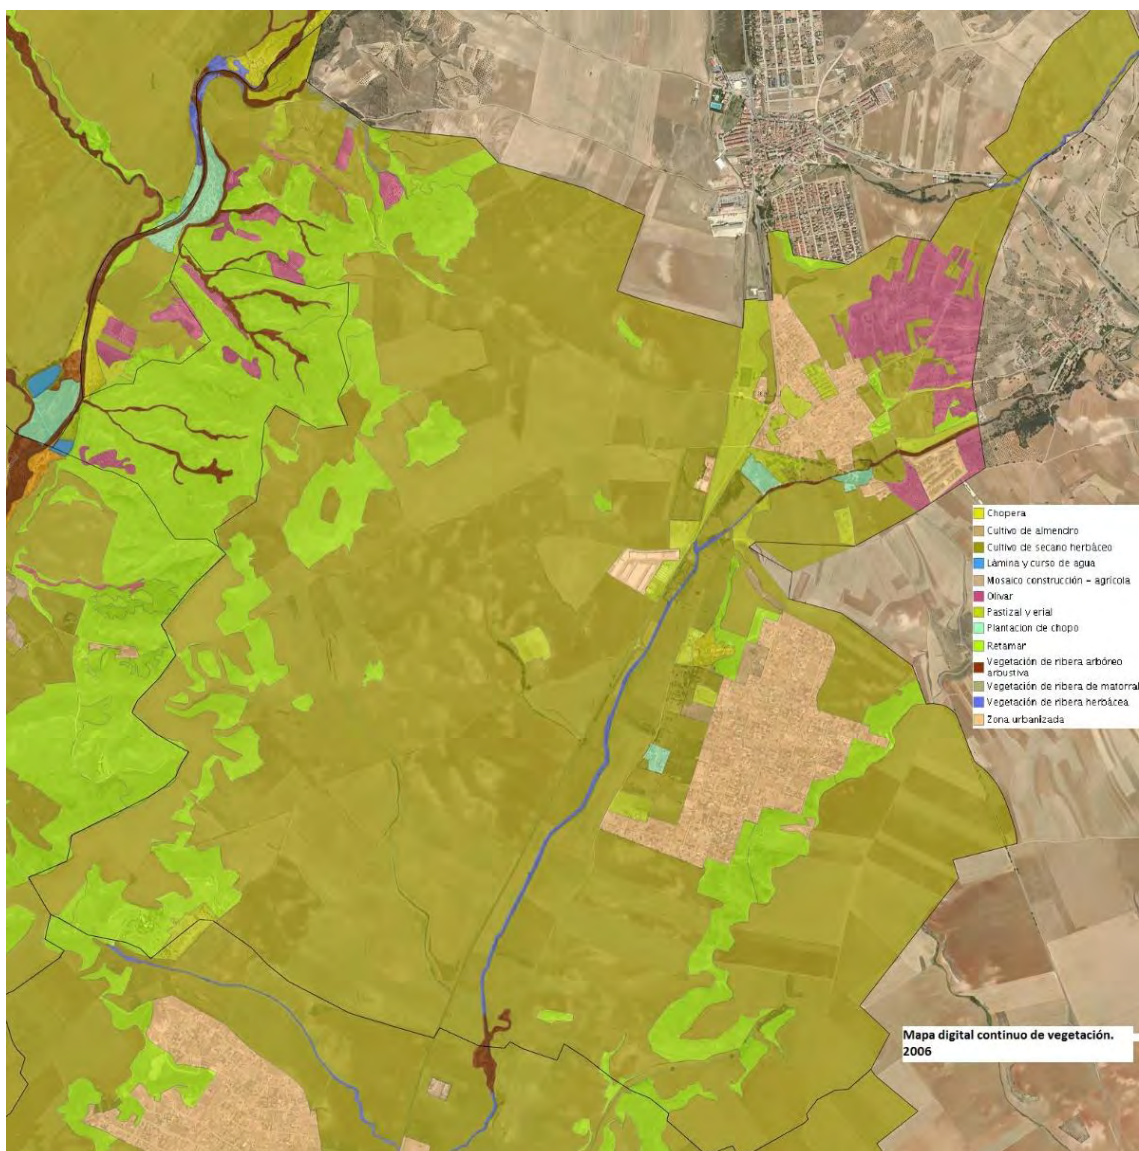 Chopera
Cultivo de almendro
Cultivo de secano herbáceo
Lámina y curso de agua
Mosaico construcción - agrícola
Olivar
Pastizal y erial
Plantacion de chopo
Retamar
Vegetación de ribera arbóreo
arbustiva
Vegetación de ribera de matorral
Vegetación de ribera herbácea
Zona urbanizada
Mapa digital continuo de vegetación.
2006